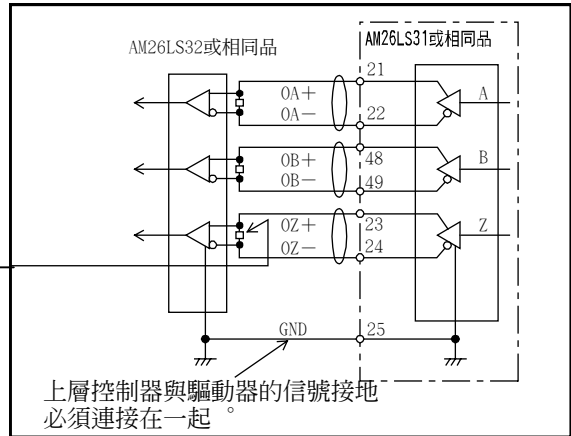 AM26LS32或相同品
AM26LS31或相同品
OA+
21
A
OA−
22
OB+
48
B
OB−
49
OZ+
23
Z
OZ−
24
GND
25
上層控制器與驅動器的信號接地
必須連接在一起。